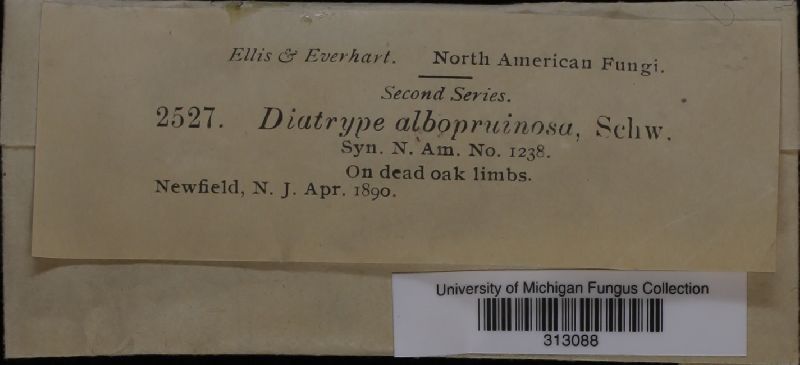 Ellis & Everhart. North American Fungi.
Second Series.
2527. Diatrype albopruinosa, Schw.
Syn. N. Am. No. 1238.
On dead oak limbs.
Newfield, N. J. Apr. 1890.
University of Michigan Fungus Collection
313088